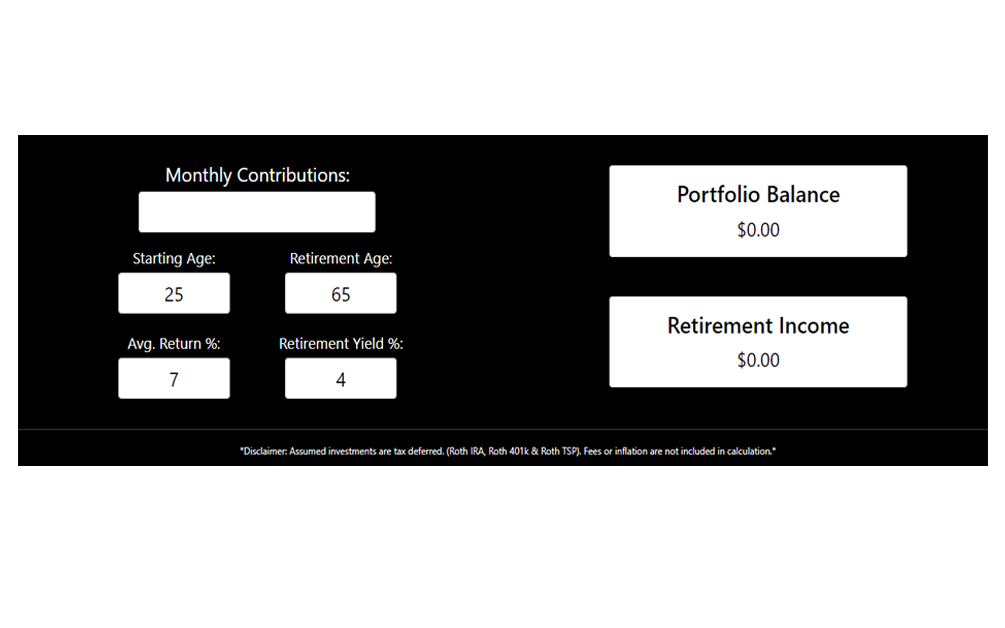 Monthly Contributions:
Starting Age:
Retirement Age:
25
65
Avg. Return %:
Retirement Yield %:
7
4
Portfolio Balance
$0.00
Retirement Income
$0.00
*Disclaimer: Assumed investments are tax deferred. (Roth IRA, Roth 401k & Roth TSP). Fees or inflation are not included in calculation.*